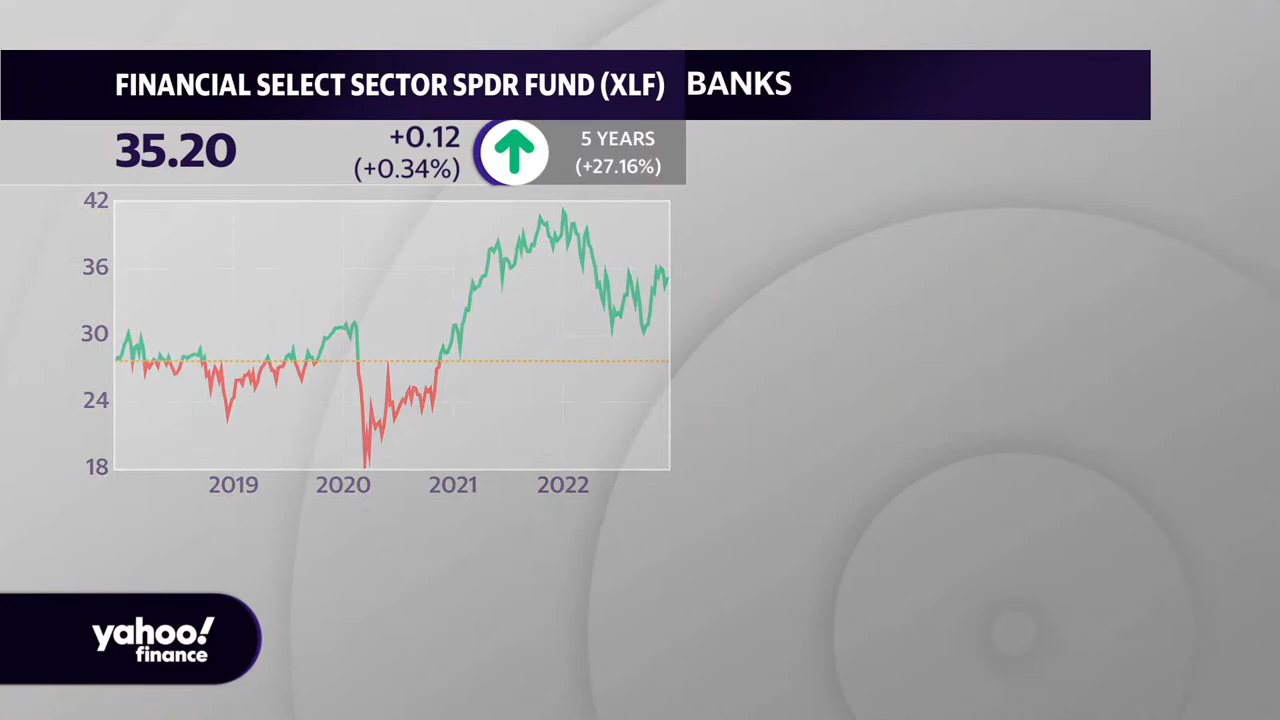 FINANCIAL SELECT SECTOR SPDR FUND (XLF) BANKS
35.20
+0.12
(+0.34%)
5 YEARS
(+27.16%)
42
36
30
24
18
2019 2020 2021 2022
yahoo!
finance